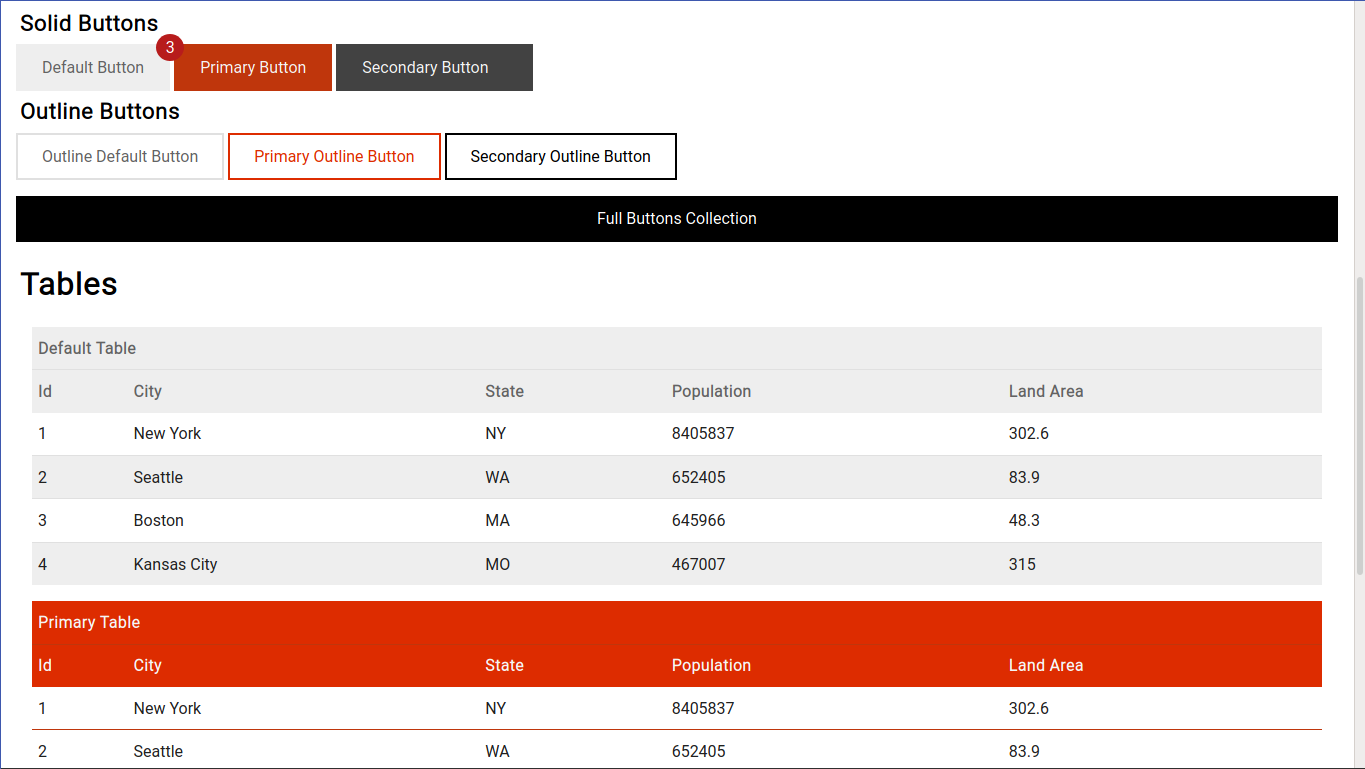 Solid Buttons
3
Default Button Primary Button Secondary Button
Outline Buttons
Outline Default Button Primary Outline Button Secondary Outline Button
Full Buttons Collection
Tables
Default Table
Id City State Population Land Area
1 New York NY 8405837 302.6
2 Seattle WA 652405 83.9
3 Boston MA 645966 48.3
4 Kansas City MO 467007 315
Primary Table
Id City State Population Land Area
1 New York NY 8405837 302.6
2 Seattle WA 652405 83.9